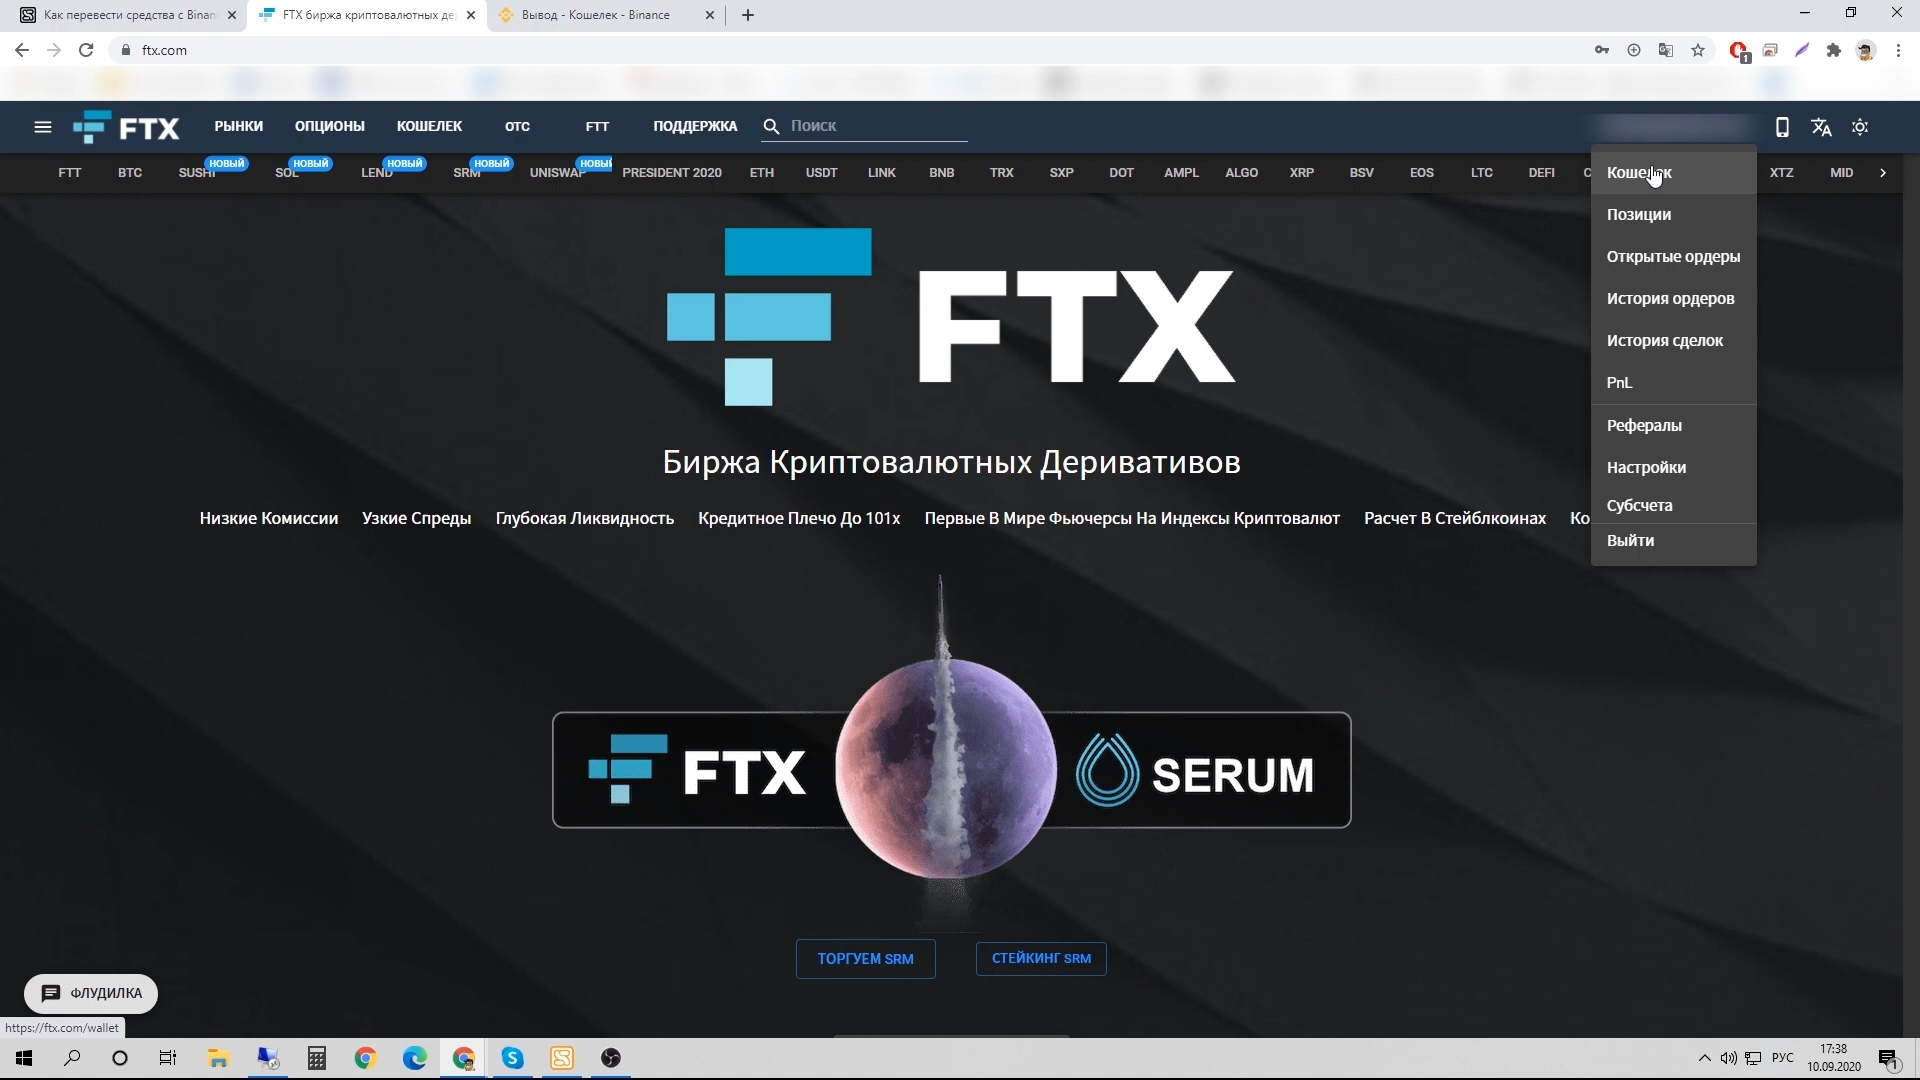 Как перевести средства с Binan
FTX биржа криптовалютных де
Вывод - Кошелек - Binance
ftx.com
1
FTX
РЫНКИ
ОПЦИОНЫ
КОШЕЛЕК
OTC
FTT
ПОДДЕРЖКА
Поиск
FTT
BTC
SUSHI
НОВЫЙ
SOL
НОВЫЙ
LEND
НОВЫЙ
SRM
НОВЫЙ
UNISWAP
НОВЫЙ
PRESIDENT 2020
ETH
USDT
LINK
BNB
TRX
SXP
DOT
AMPL
ALGO
XRP
BSV
EOS
LTC
DEFI
XTZ
MID
Кошелек
Позиции
Открытые ордеры
История ордеров
История сделок
PnL
Рефералы
Настройки
Субсчета
Выйти
FTX
Биржа Криптовалютных Деривативов
Низкие Комиссии
Узкие Спреды
Глубокая Ликвидность
Кредитное Плечо До 101x
Первые В Мире Фьючерсы На Индексы Криптовалют
Расчет В Стейблкоинах
Ко
FTX
SERUM
ТОРГУЕМ SRM
СТЕЙКИНГ SRM
ФЛУДИЛКА
https://ftx.com/wallet
РУС
17:38
10.09.2020
1